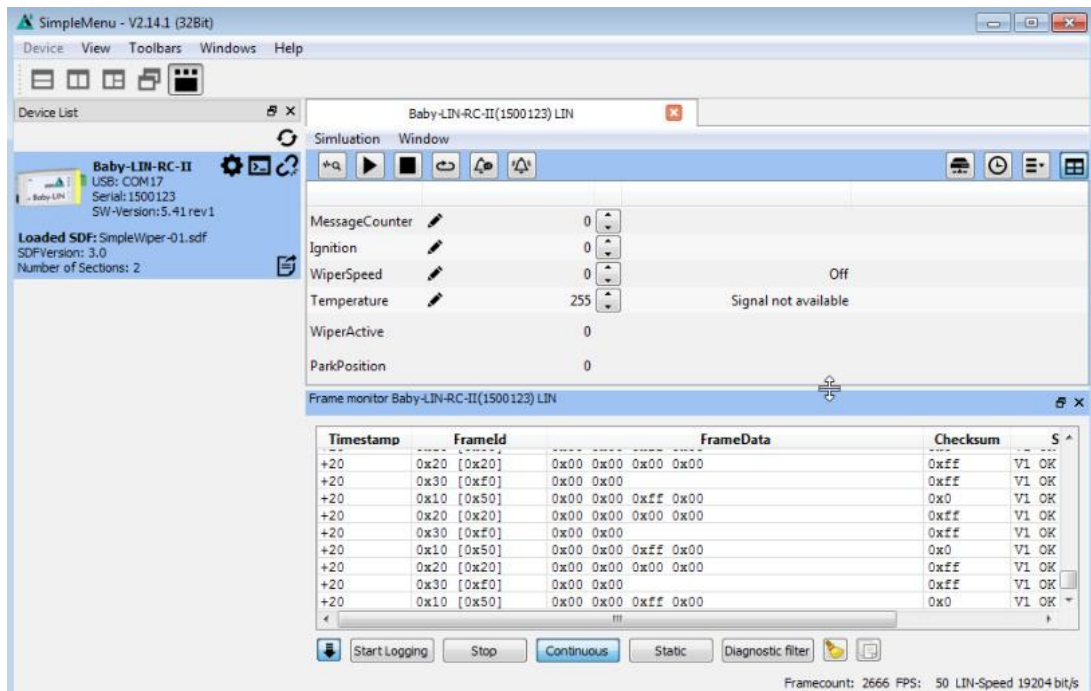 SimpleMenu - V2.14.1 (32Bit)
Device View Toolbars Windows Help
Device List
Baby-LIN-RC-II
USB: COM17
Serial: 1500123
SW-Version: 5.41 rev1
Baby-LIN
Loaded SDF: SimpleWiper-01.sdf
SDFVersion: 3.0
Number of Sections: 2
Baby-LIN-RC-II(1500123) LIN
Simluation Window
MessageCounter 0
Ignition 0
WiperSpeed 0 Off
Temperature 255 Signal not available
WiperActive 0
ParkPosition 0
Frame monitor Baby-LIN-RC-II(1500123) LIN
Timestamp FrameId FrameData Checksum S
+20 0x20 [0x20] 0x00 0x00 0x00 0x00 0xff V1 OK
+20 0x30 [0xf0] 0x00 0x00 0xff V1 OK
+20 0x10 [0x50] 0x00 0x00 0xff 0x00 0x0 V1 OK
+20 0x20 [0x20] 0x00 0x00 0x00 0x00 0xff V1 OK
+20 0x30 [0xf0] 0x00 0x00 0xff V1 OK
+20 0x10 [0x50] 0x00 0x00 0xff 0x00 0x0 V1 OK
+20 0x20 [0x20] 0x00 0x00 0x00 0x00 0xff V1 OK
+20 0x30 [0xf0] 0x00 0x00 0xff V1 OK
+20 0x10 [0x50] 0x00 0x00 0xff 0x00 0x0 V1 OK
Start Logging Stop Continuous Static Diagnostic filter
Framecount: 2666 FPS: 50 LIN-Speed 19204 bit/s